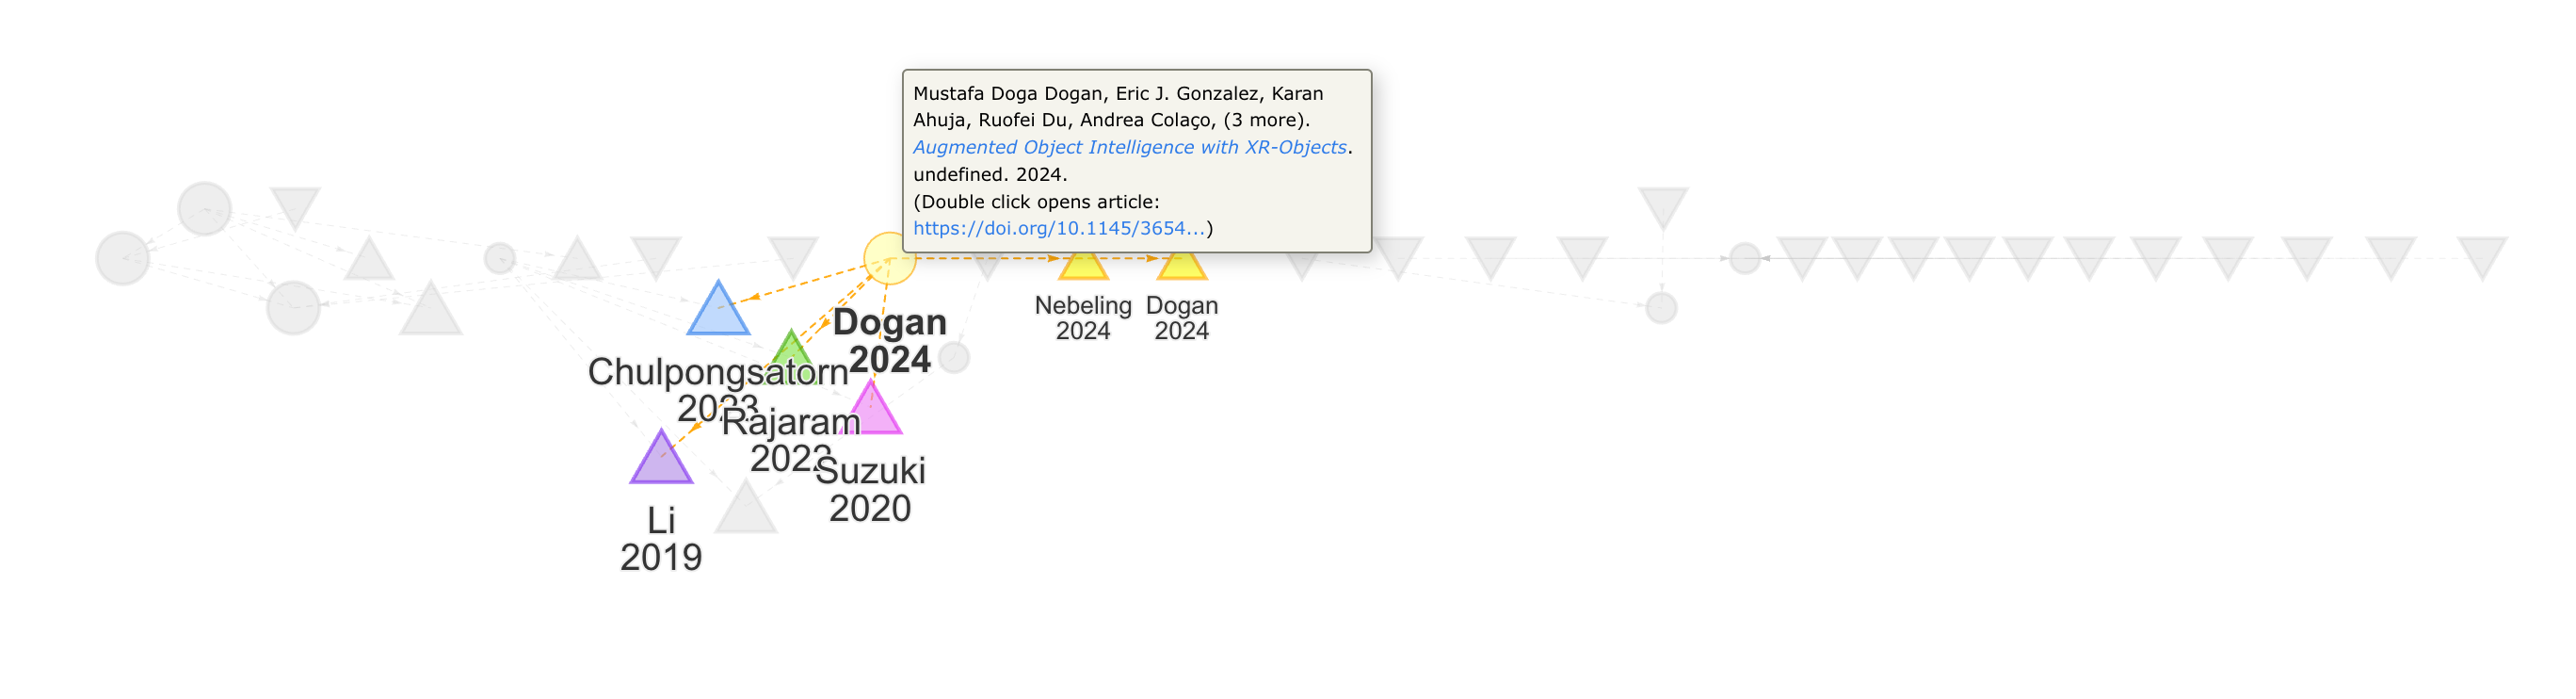 Mustafa Doga Dogan, Eric J. Gonzalez, Karan
Ahuja, Ruofei Du, Andrea Colaço, (3 more).
Augmented Object Intelligence with XR-Objects.
undefined. 2024.
(Double click opens article:
https://doi.org/10.1145/3654...)
Nebeling
2024
Dogan
2024
Dogan
2024
Chulpongsatorn
2023
Rajaram
2022
Suzuki
2020
Li
2019